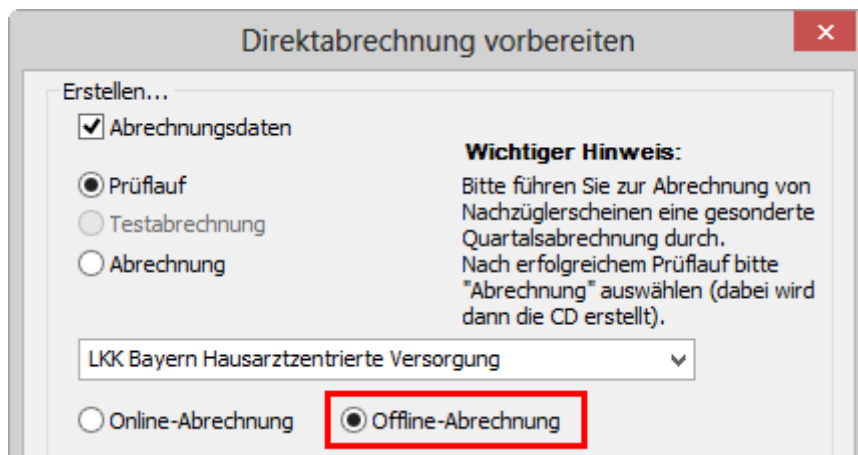 Direktabrechnung vorbereiten
Erstellen...
Abrechnungsdaten
Prüflauf
Testabrechnung
Abrechnung
Wichtiger Hinweis:
Bitte führen Sie zur Abrechnung von
Nachzüglerscheinen eine gesonderte
Quartalsabrechnung durch.
Nach erfolgreichem Prüflauf bitte
"Abrechnung" auswählen (dabei wird
dann die CD erstellt).
LKK Bayern Hausarztzentrierte Versorgung
Online-Abrechnung
Offline-Abrechnung